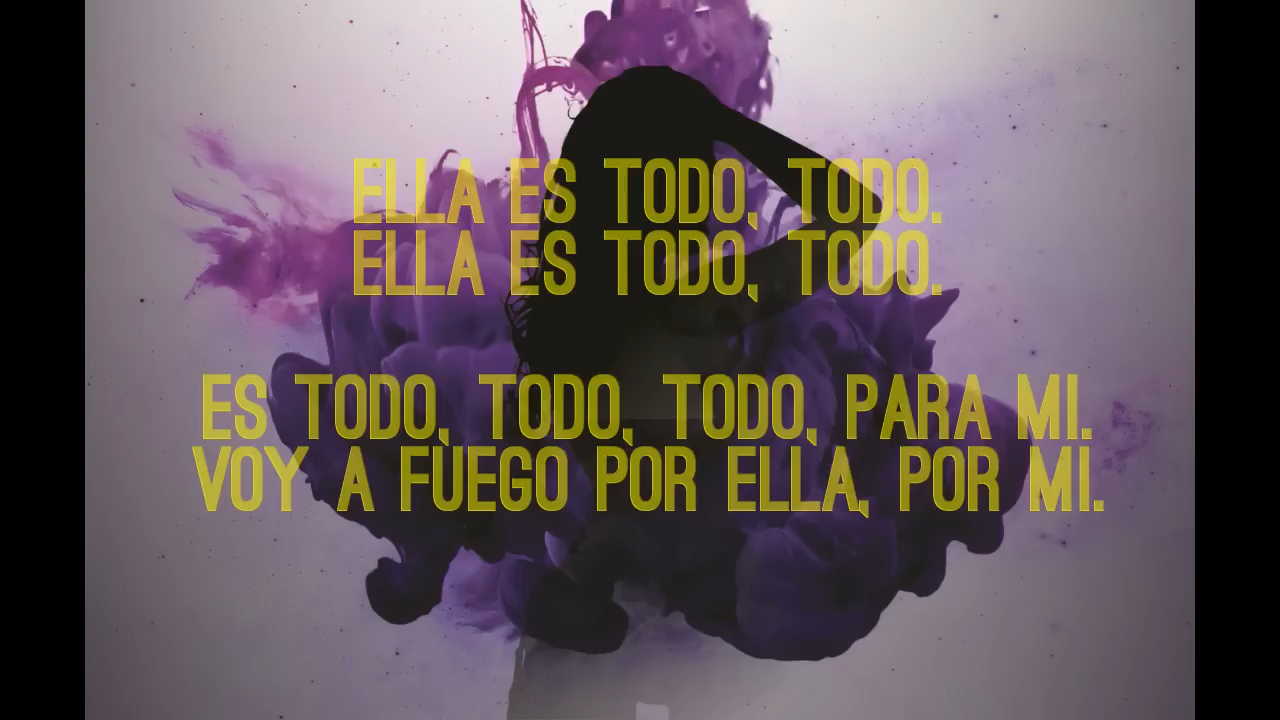 ELLA ES TODO, TODO.
ELLA ES TODO, TODO.
ES TODO, TODO, TODO, PARA MI.
VOY A FUEGO POR ELLA, POR MI.